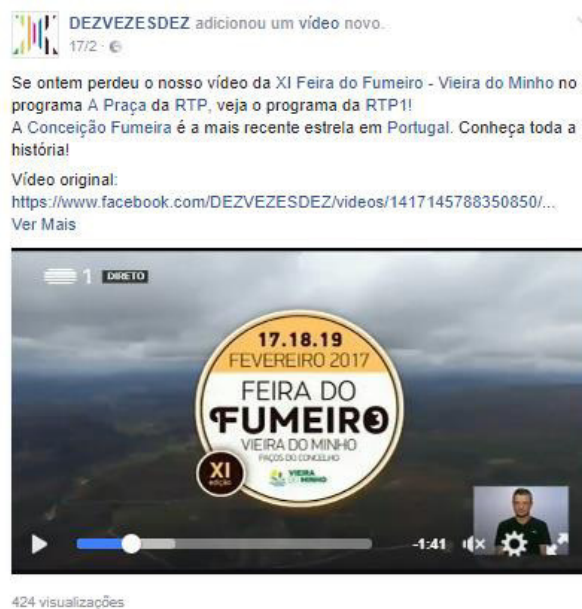 DEZVEZESDEZ adicionou um vídeo novo.
17/2 ·
Se ontem perdeu o nosso vídeo da XI Feira do Fumeiro - Vieira do Minho no
programa A Praça da RTP, veja o programa da RTP1!
A Conceição Fumeira é a mais recente estrela em Portugal. Conheça toda a
história!
Vídeo original:
https://www.facebook.com/DEZVEZESDEZ/videos/1417145788350850/...
Ver Mais
1 DIRETO
17.18.19
FEVEREIRO 2017
FEIRA DO
FUMEIRO
VIEIRA DO MINHO
PAÇOS DO CONCELHO
XI
edição
VIEIRA
DO MINHO
-1:41
424 visualizações